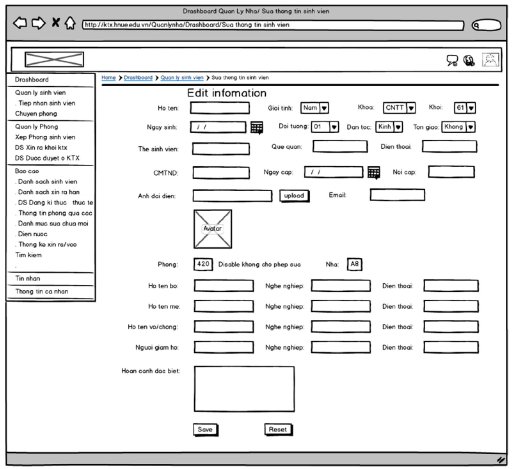 Drashboard Quan Ly Nha/ Sua thong tin sinh vien
http://ktx.hnue.edu.vn/Quanlynha/Drashboard/Sua thong tin sinh vien
Home > Drashboard > Quan ly sinh vien > Sua thong tin sinh vien
Drashboard
Quan ly sinh vien
. Tiep nhan sinh vien
Chuyen phong
Quan ly Phong
Xep Phong sinh vien
DS Xin ra khoi ktx
DS Duoc duyet o KTX
Bao cao
. Danh sach sinh vien
. Danh sach xin ra han
. DS Dang ki thuc thuc te
. Thong tin phong qua cac
. Danh muc sua chua moi
. Dien nuoc
. Thong ke xin ra/vao
Tim kiem
Tin nhan
Thong tin ca nhan
Edit infomation
Ho ten: Gioi tinh: Nam Khoa: CNTT Khoi: 61
Ngay sinh: / / Doi tuong: 01 Dan toc: Kinh Ton giao: Khong
The sinh vien: Que quan: Dien thoai:
CMTND: Ngay cap: / / Noi cap:
Anh dai dien: upload Email:
Avatar
Phong: 420 Disable khong cho phep sua Nha: A8
Ho ten bo: Nghe nghiep: Dien thoai:
Ho ten me: Nghe nghiep: Dien thoai:
Ho ten vo/chong: Nghe nghiep: Dien thoai:
Nguoi giam ho: Nghe nghiep: Dien thoai:
Hoan canh dac biet:
Save Reset